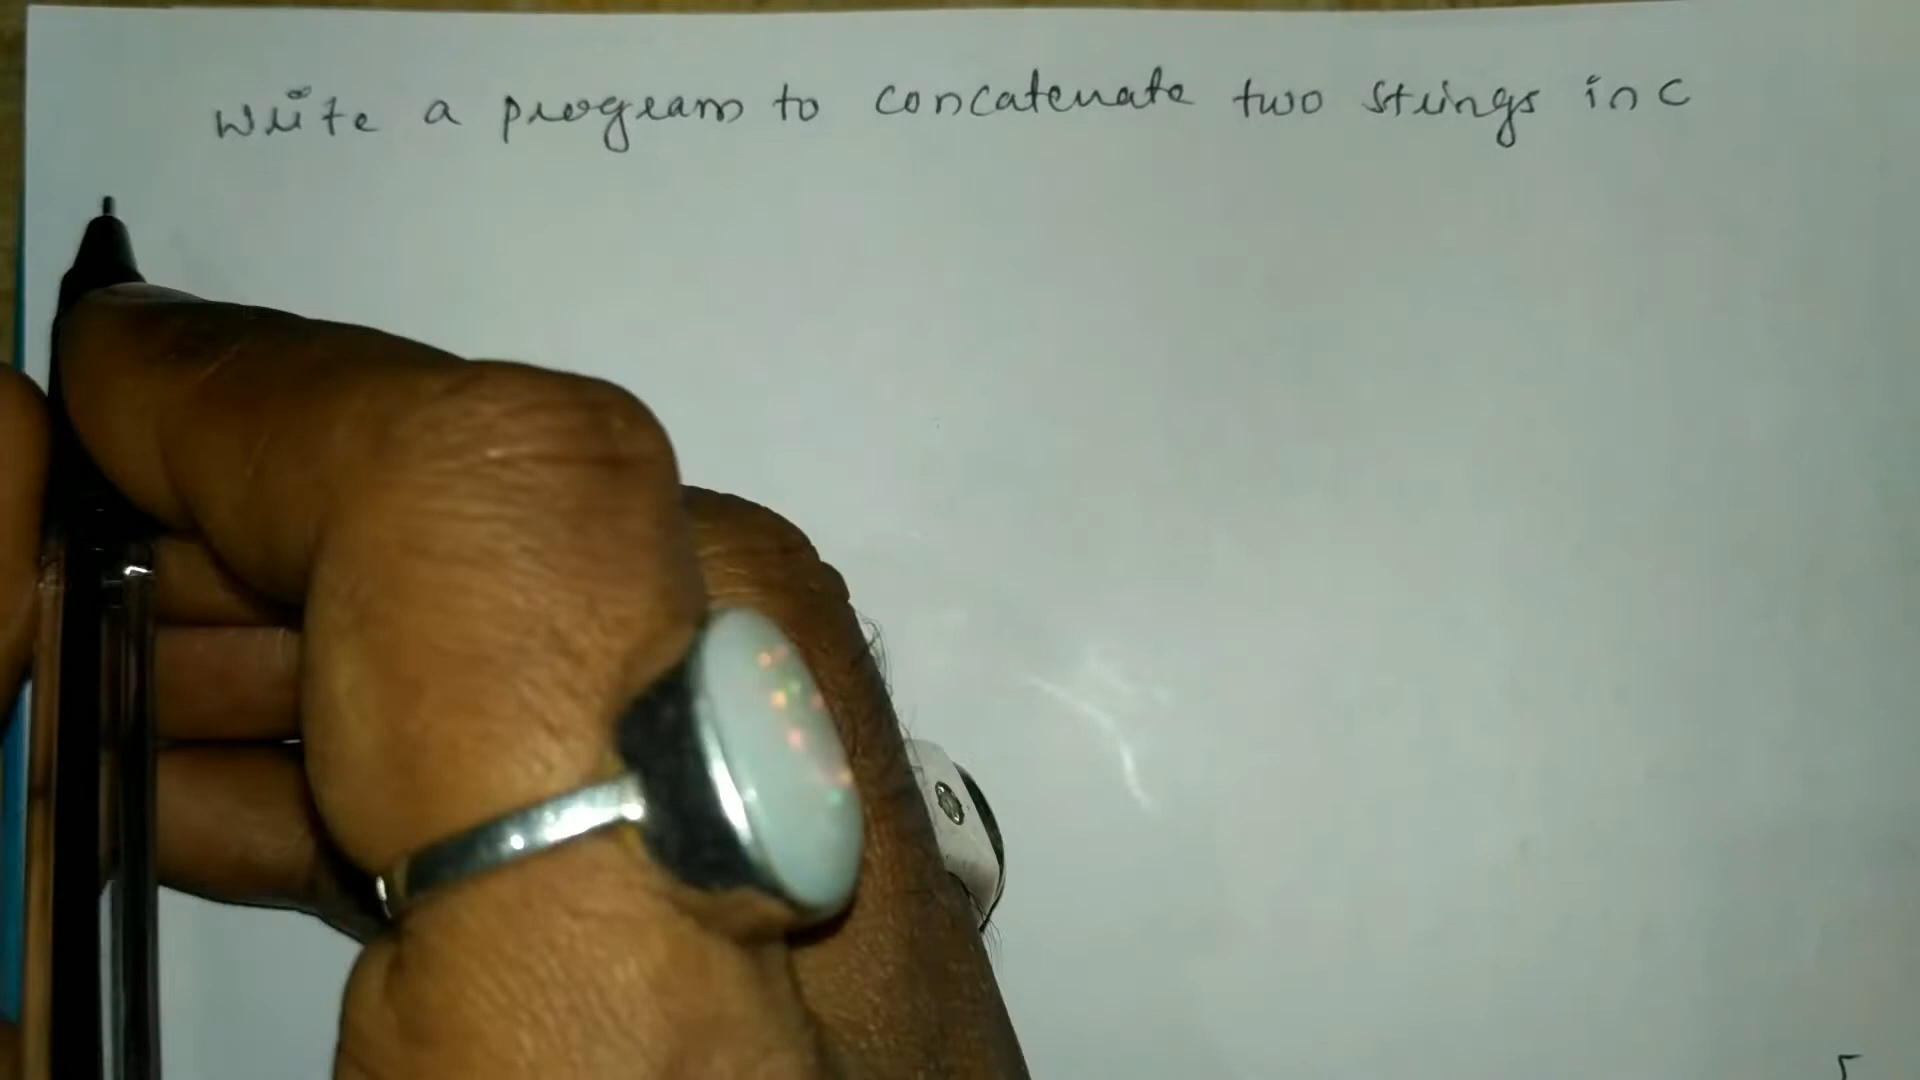 write a program to concatenate two strings in c